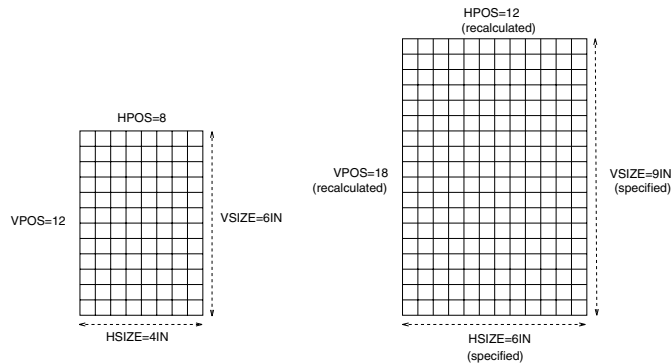 HPOS=8
VPOS=12
VSIZE=6IN
HSIZE=4IN
HPOS=12
(recalculated)
VPOS=18
(recalculated)
VSIZE=9IN
(specified)
HSIZE=6IN
(specified)